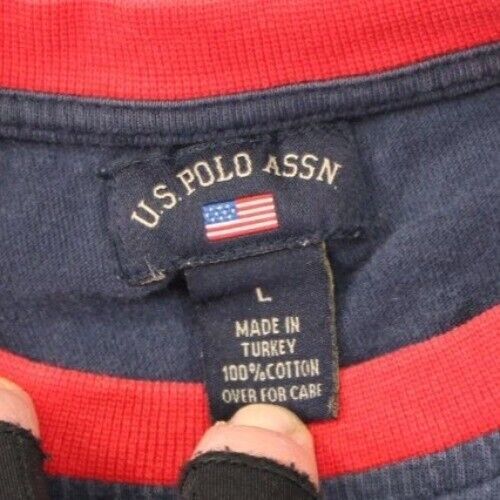 U.S. POLO ASSN.
L
MADE IN
TURKEY
100% COTTON
OVER FOR CARE